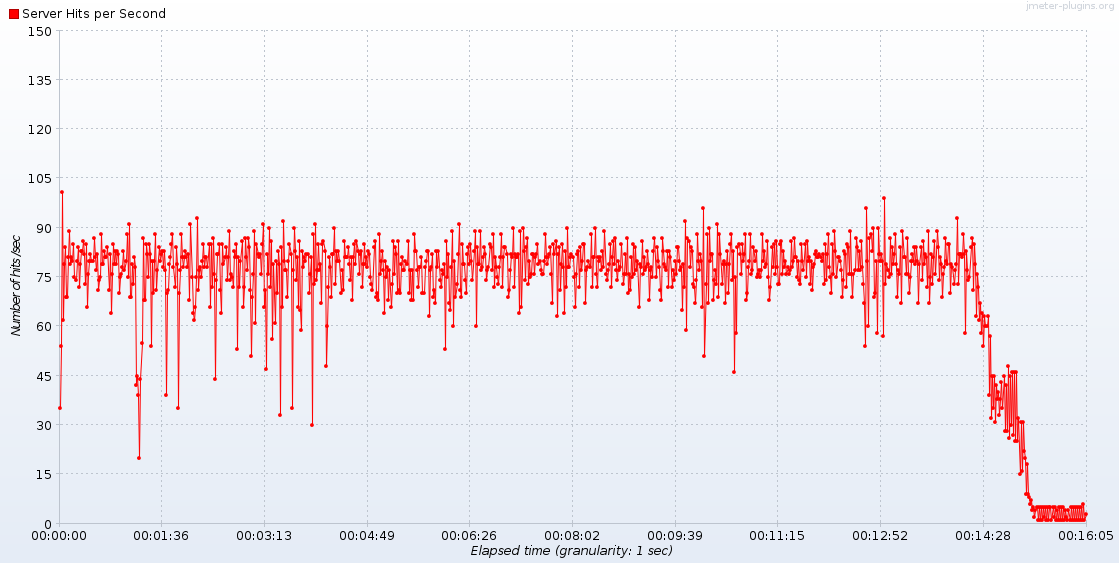 jmeter-plugins.org
Server Hits per Second
150
135
120
105
90
75
60
45
30
15
0
Number of hits /sec
00:00:00 00:01:36 00:03:13 00:04:49 00:06:26 00:08:02 00:09:39 00:11:15 00:12:52 00:14:28 00:16:05
Elapsed time (granularity: 1 sec)